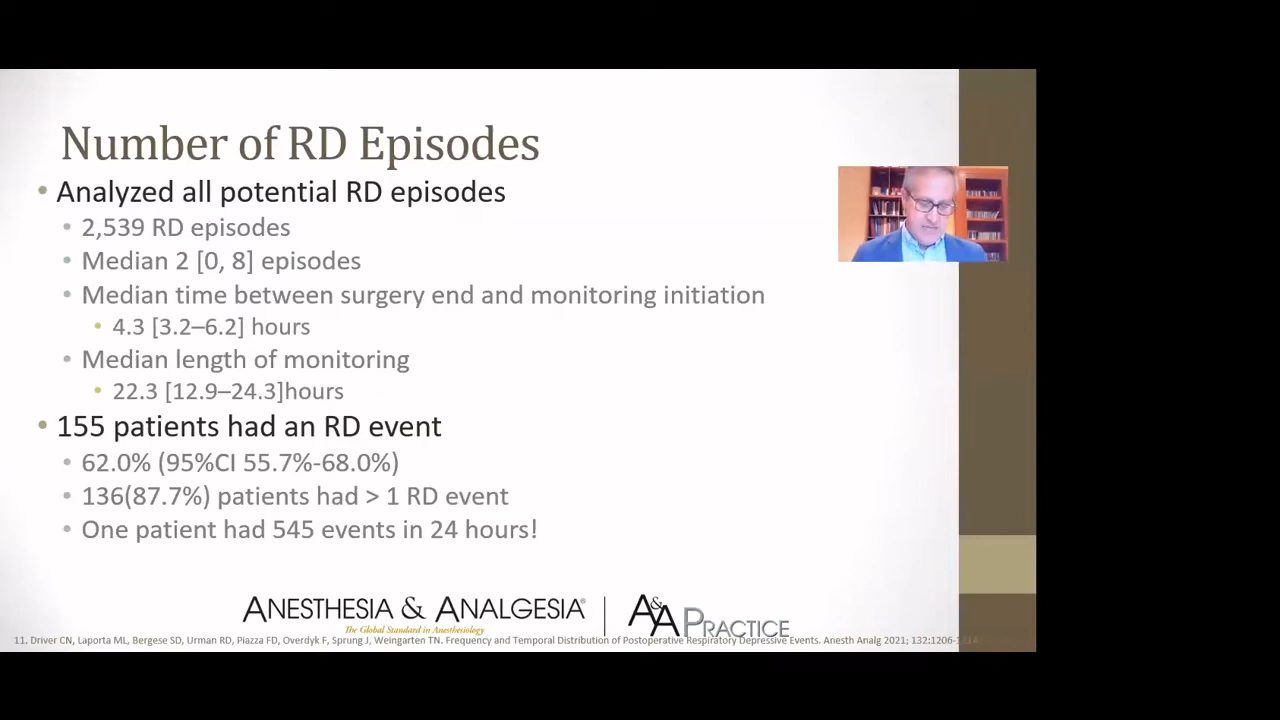 Number of RD Episodes
• Analyzed all potential RD episodes
• 2,539 RD episodes
• Median 2 [0, 8] episodes
• Median time between surgery end and monitoring initiation
• 4.3 [3.2–6.2] hours
• Median length of monitoring
• 22.3 [12.9–24.3]hours
• 155 patients had an RD event
• 62.0% (95%CI 55.7%-68.0%)
• 136(87.7%) patients had > 1 RD event
• One patient had 545 events in 24 hours!
ANESTHESIA & ANALGESIA®
The Global Standard in Anesthesiology
A&A PRACTICE
11. Driver CN, Laporta ML, Bergese SD, Urman RD, Piazza FD, Overdyk F, Sprung J, Weingarten TN. Frequency and Temporal Distribution of Postoperative Respiratory Depressive Events. Anesth Analg 2021; 132:1206-